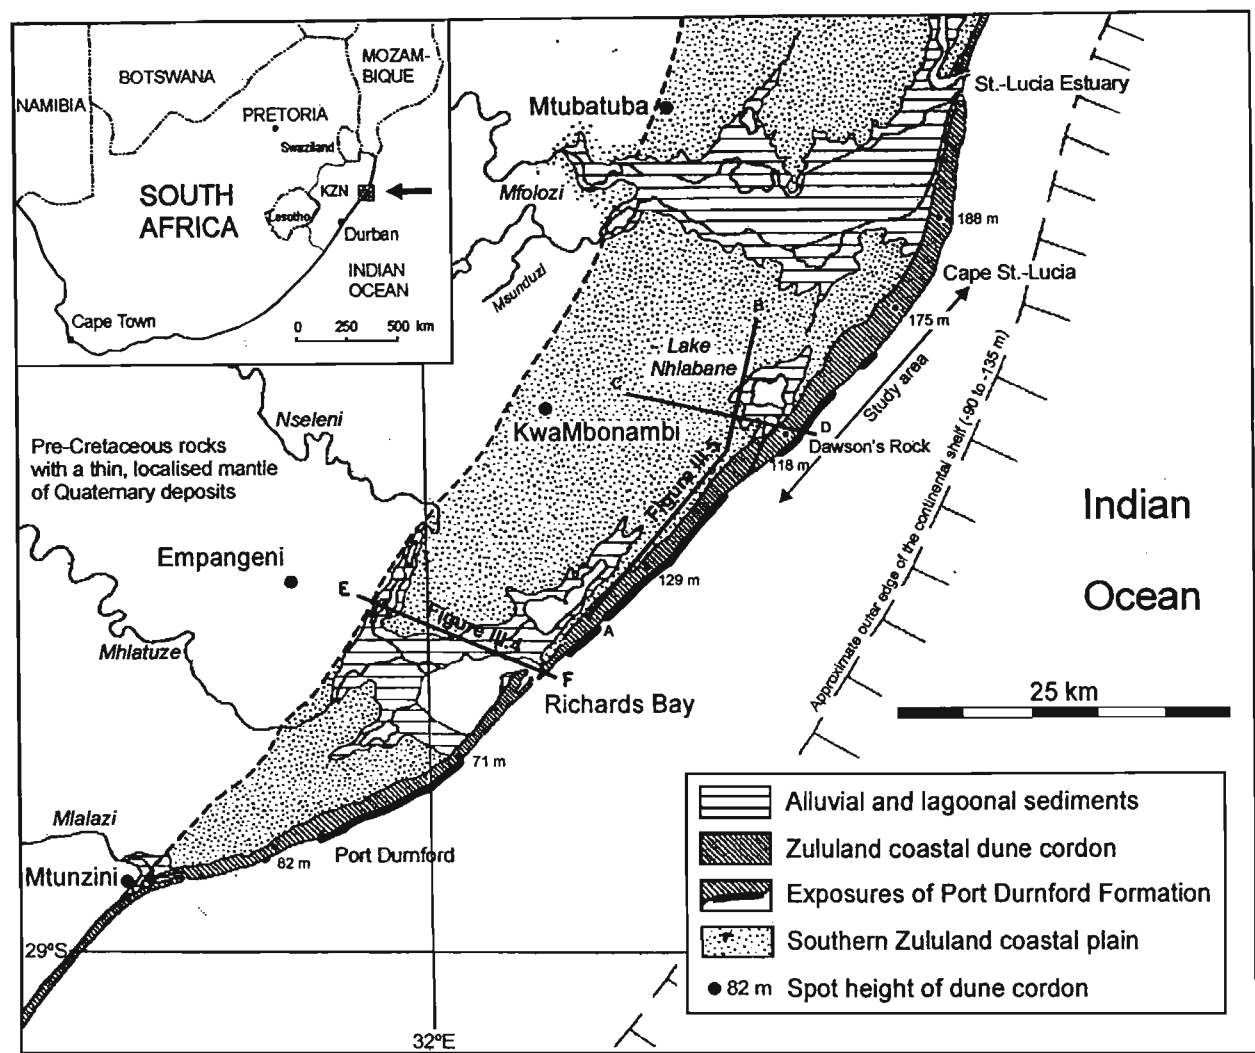 BOTSWANA
MOZAM-
BIQUE
NAMIBIA
PRETORIA
Swaziland
SOUTH
AFRICA
KZN
Lesotho
Durban
INDIAN
OCEAN
Cape Town
0 250 500 km
Mtubatuba
St.-Lucia Estuary
Mfolozi
Msunduzi
188 m
Cape St.-Lucia
175 m
B
Lake
Nhlabane
C
Study area
KwaMbonambi
D
Dawson's Rock
118 m
Nseleni
Pre-Cretaceous rocks
with a thin, localised mantle
of Quaternary deposits
Figure III.5
Approximate outer edge of the continental shelf (-90 to -135 m)
Indian
Ocean
Empangeni
129 m
E
Figure III.4
A
Mhlatuze
F
Richards Bay
25 km
71 m
Mlalazi
Port Durnford
82 m
Mtunzini
29°S
32°E
Alluvial and lagoonal sediments
Zululand coastal dune cordon
Exposures of Port Durnford Formation
Southern Zululand coastal plain
82 m Spot height of dune cordon